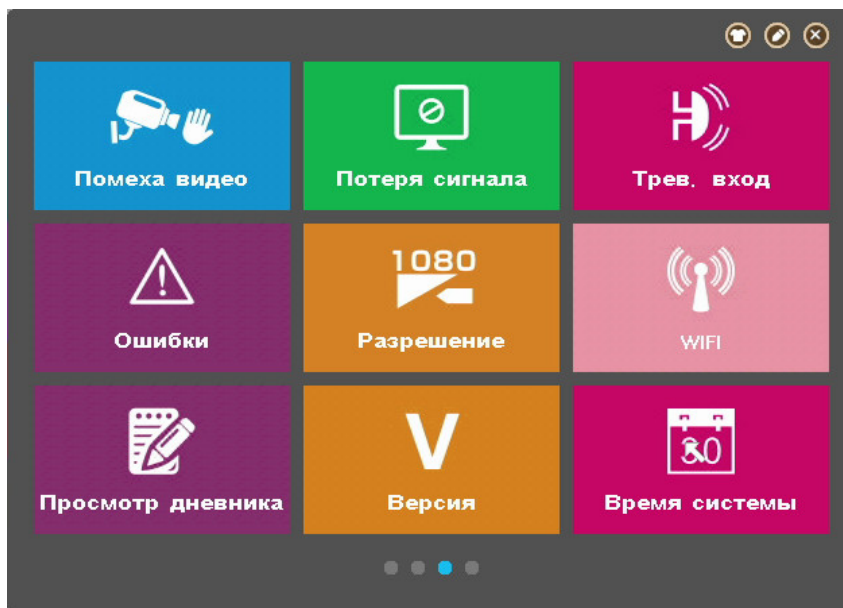 Помеха видео
Потеря сигнала
Трев. вход
Ошибки
1080
Разрешение
WIFI
Просмотр дневника
V
Версия
30
Время системы